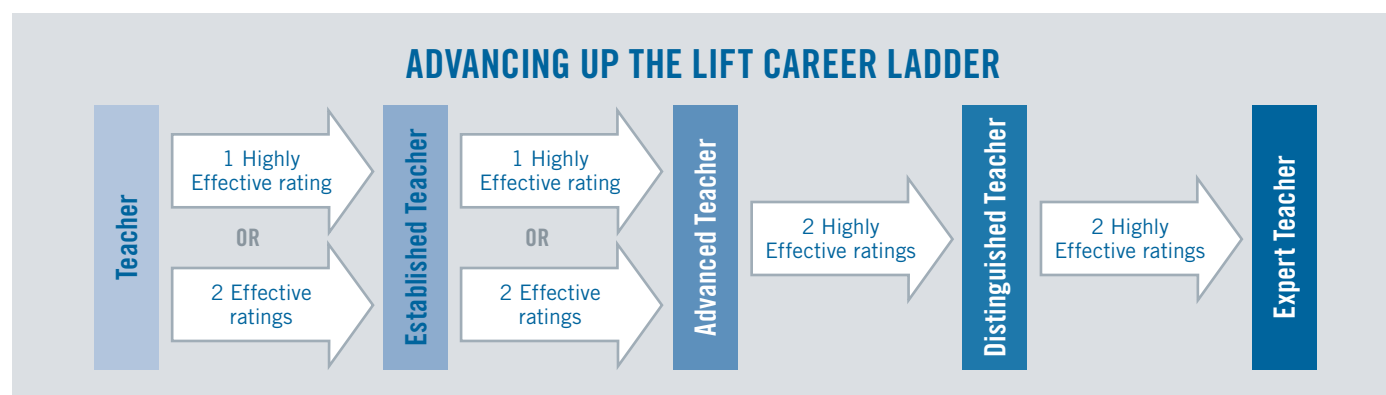 ADVANCING UP THE LIFT CAREER LADDER
Teacher
1 Highly
Effective rating
OR
2 Effective
ratings
Established Teacher
1 Highly
Effective rating
OR
2 Effective
ratings
Advanced Teacher
2 Highly
Effective ratings
Distinguished Teacher
2 Highly
Effective ratings
Expert Teacher